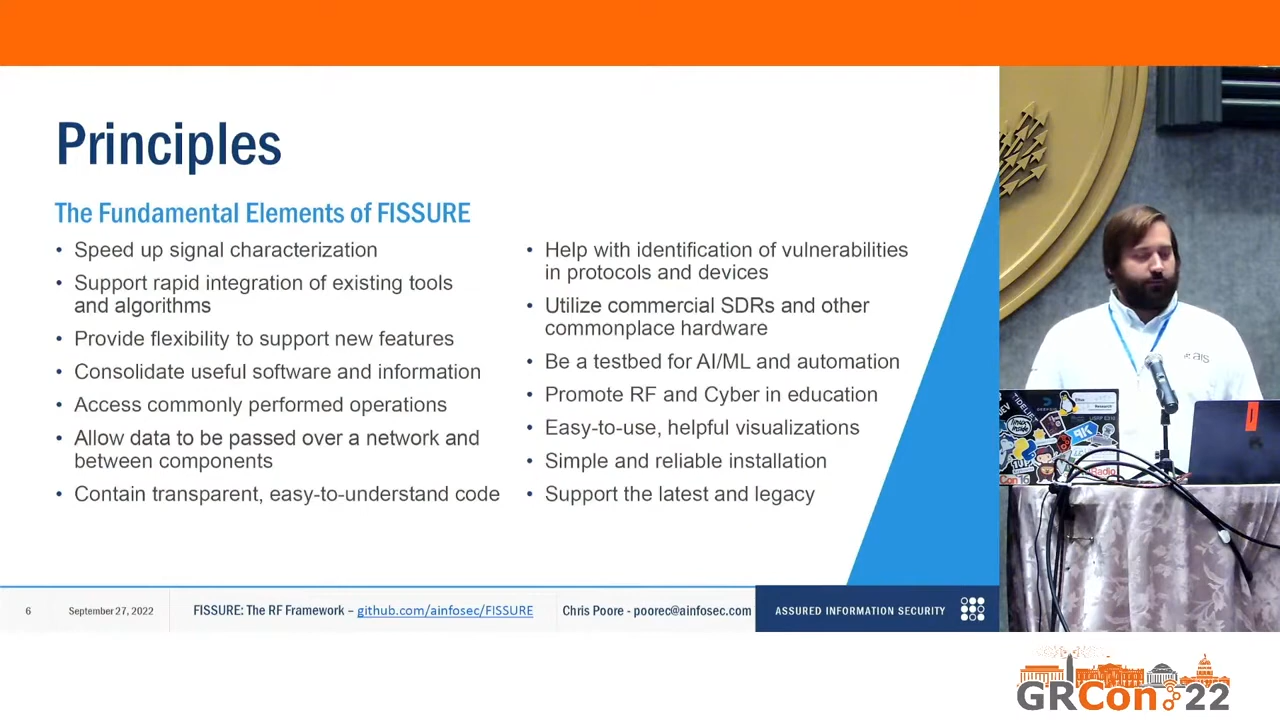 Principles
The Fundamental Elements of FISSURE
• Speed up signal characterization
• Support rapid integration of existing tools
and algorithms
• Provide flexibility to support new features
• Consolidate useful software and information
• Access commonly performed operations
• Allow data to be passed over a network and
between components
• Contain transparent, easy-to-understand code
• Help with identification of vulnerabilities
in protocols and devices
• Utilize commercial SDRs and other
commonplace hardware
• Be a testbed for AI/ML and automation
• Promote RF and Cyber in education
• Easy-to-use, helpful visualizations
• Simple and reliable installation
• Support the latest and legacy
6
September 27, 2022
FISSURE: The RF Framework – github.com/ainfosec/FISSURE
Chris Poore - poorec@ainfosec.com
ASSURED INFORMATION SECURITY
ais
Radio
Con16
GRCon 22